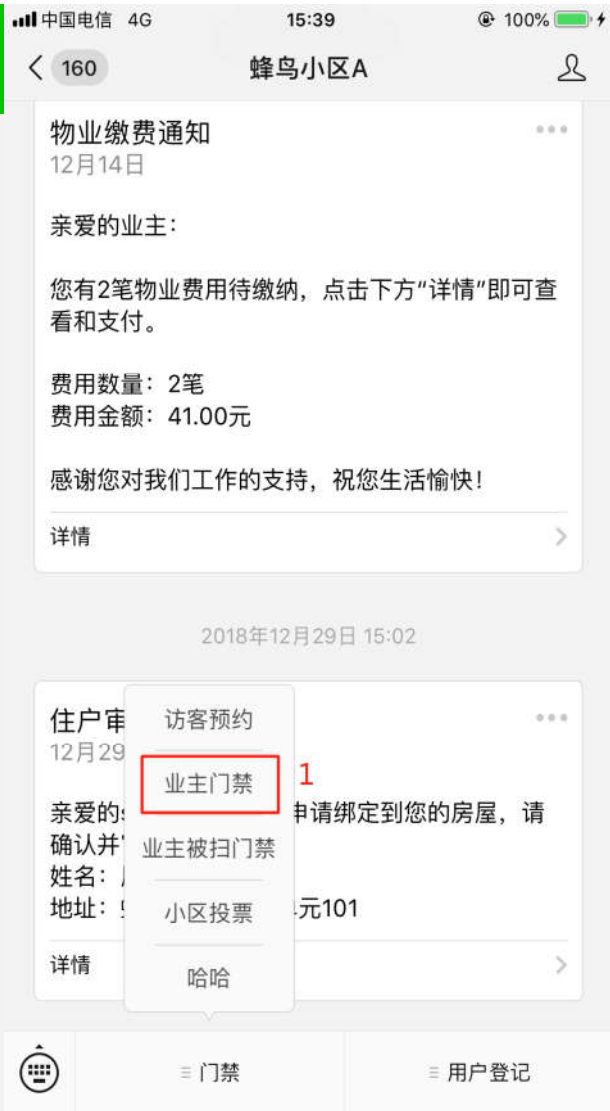 中国电信 4G 15:39 100%
160 蜂鸟小区A
物业缴费通知
12月14日
亲爱的业主：
您有2笔物业费用待缴纳，点击下方“详情”即可查
看和支付。
费用数量：2笔
费用金额：41.00元
感谢您对我们工作的支持，祝您生活愉快！
详情
2018年12月29日 15:02
住户审
12月29
亲爱的 申请绑定到您的房屋，请
确认并
姓名：
地址： 元101
详情
访客预约
业主门禁 1
业主被扫门禁
小区投票
哈哈
门禁 用户登记